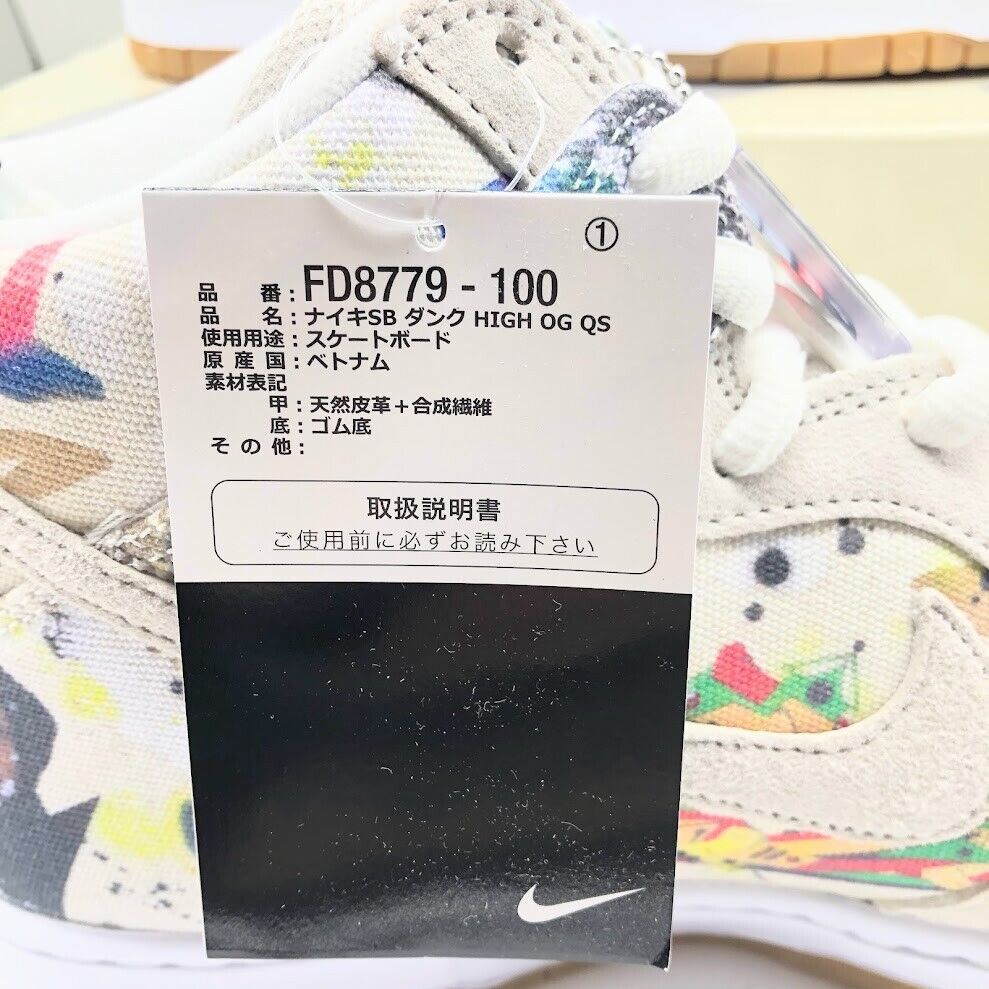 ①
品 番：FD8779 - 100
品 名：ナイキSB ダンク HIGH OG QS
使用用途：スケートボード
原 産 国：ベトナム
素材表記
甲：天然皮革＋合成繊維
底：ゴム底
そ の 他：
取扱説明書
ご使用前に必ずお読み下さい